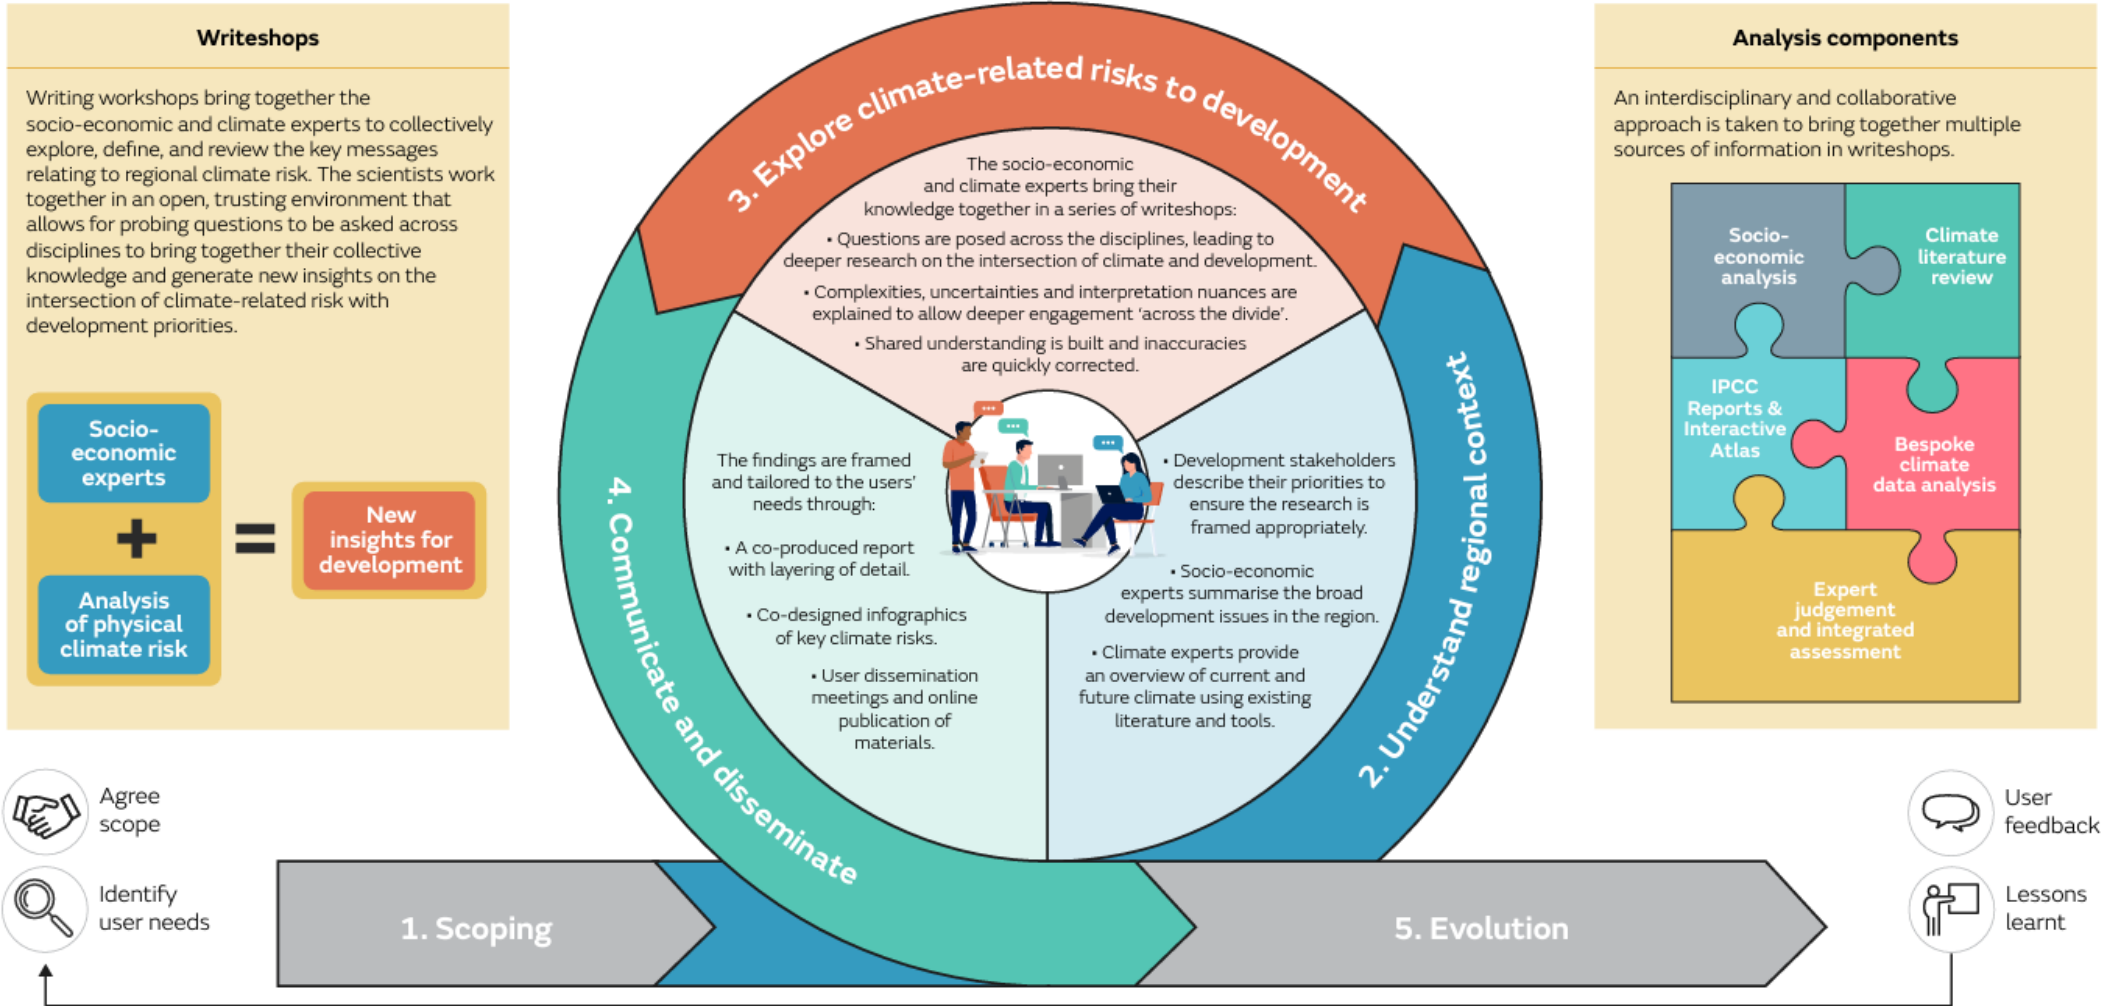 Writeshops
Writing workshops bring together the
socio-economic and climate experts to collectively
explore, define, and review the key messages
relating to regional climate risk. The scientists work
together in an open, trusting environment that
allows for probing questions to be asked across
disciplines to bring together their collective
knowledge and generate new insights on the
intersection of climate-related risk with
development priorities.
Socio-
economic
experts
+
Analysis
of physical
climate risk
=
New
insights for
development
3. Explore climate-related risks to development
The socio-economic
and climate experts bring their
knowledge together in a series of writeshops:
• Questions are posed across the disciplines, leading to
deeper research on the intersection of climate and development.
• Complexities, uncertainties and interpretation nuances are
explained to allow deeper engagement ‘across the divide’.
• Shared understanding is built and inaccuracies
are quickly corrected.
4. Communicate and disseminate
The findings are framed
and tailored to the users’
needs through:
• A co-produced report
with layering of detail.
• Co-designed infographics
of key climate risks.
• User dissemination
meetings and online
publication of
materials.
2. Understand regional context
• Development stakeholders
describe their priorities to
ensure the research is
framed appropriately.
• Socio-economic
experts summarise the broad
development issues in the region.
• Climate experts provide
an overview of current and
future climate using existing
literature and tools.
Analysis components
An interdisciplinary and collaborative
approach is taken to bring together multiple
sources of information in writeshops.
Socio-
economic
analysis
Climate
literature
review
IPCC
Reports &
Interactive
Atlas
Bespoke
climate
data analysis
Expert
judgement
and integrated
assessment
Agree
scope
Identify
user needs
1. Scoping
5. Evolution
User
feedback
Lessons
learnt